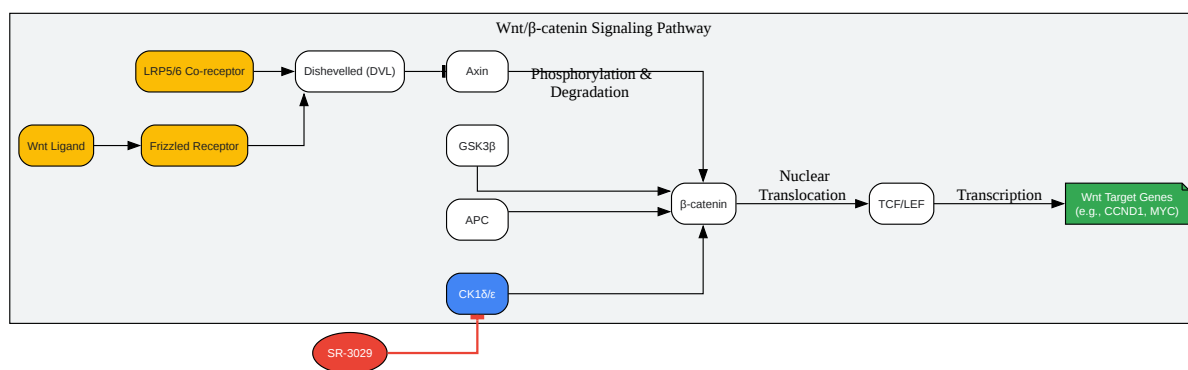 Wnt/β-catenin Signaling Pathway
LRP5/6 Co-receptor
Dishevelled (DVL)
Axin
Phosphorylation &
Degradation
Wnt Ligand
Frizzled Receptor
GSK3β
APC
β-catenin
Nuclear
Translocation
TCF/LEF
Transcription
Wnt Target Genes
(e.g., CCND1, MYC)
CK1δ/ε
SR-3029